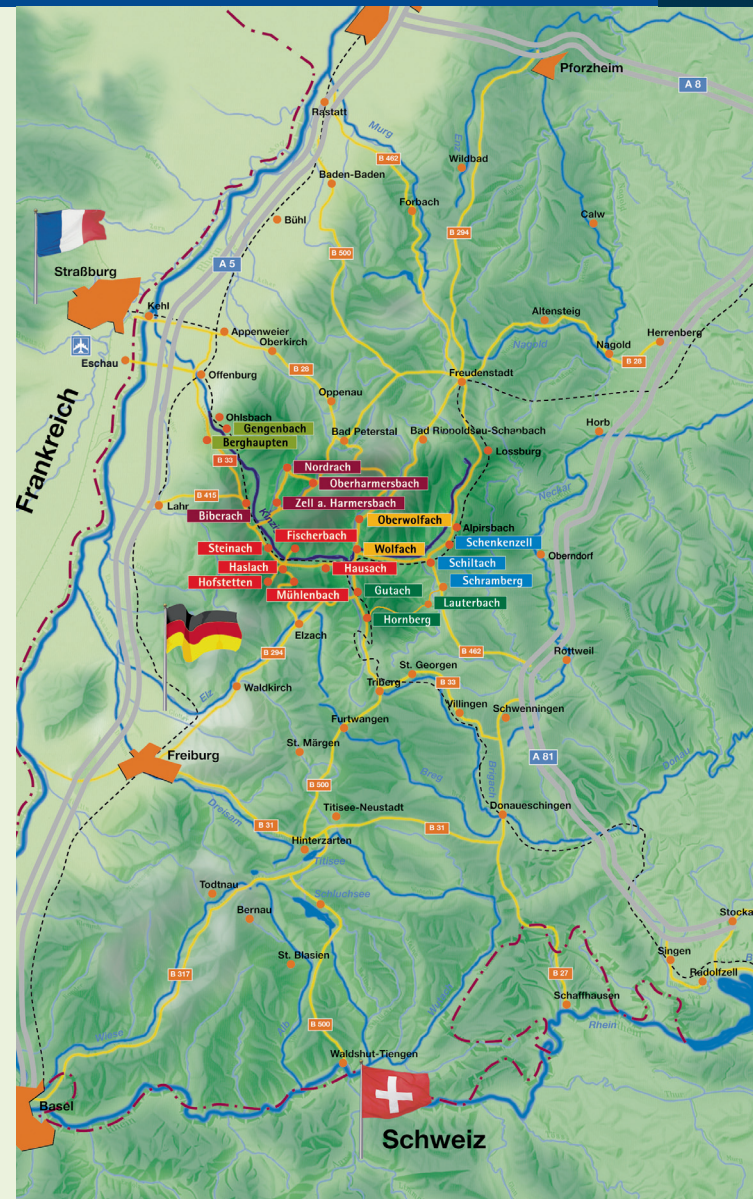 Pforzheim
A 8
Rastatt
Murg
B 462
Enz
Wildbad
Baden-Baden
Forbach
Calw
Bühl
B 294
B 500
A 5
Straßburg
Kehl
Altensteig
Appenweier
Oberkirch
Nagold
Nagold
Herrenberg
B 28
Eschau
B 28
Offenburg
Freudenstadt
Frankreich
Oppenau
Ohlsbach
Gengenbach
Berghaupten
Bad Peterstal
Bad Rippoldsau-Schapbach
Horb
B 33
Lossburg
Nordrach
Oberharmersbach
Neckar
B 415
Lahr
Zell a. Harmersbach
Biberach
Oberwolfach
Alpirsbach
Fischerbach
Steinach
Wolfach
Schenkenzell
Oberndorf
Haslach
Hausach
Schiltach
Hofstetten
Schramberg
Mühlenbach
Gutach
Lauterbach
Hornberg
Elzach
B 294
B 462
Rottweil
St. Georgen
Triberg
B 33
Waldkirch
Elz
Villingen
Schwenningen
Furtwangen
St. Märgen
Freiburg
A 81
Donau
Breg
Brigach
B 500
Dreisam
Titisee-Neustadt
Donaueschingen
B 31
B 31
Hinterzarten
Titisee
Todtnau
Schluchsee
Bernau
Stocka
St. Blasien
Singen
B 317
B 27
Radolfzell
Schaffhausen
Alb
B 500
Rhein
Wiese
Waldshut-Tiengen
Basel
Schweiz